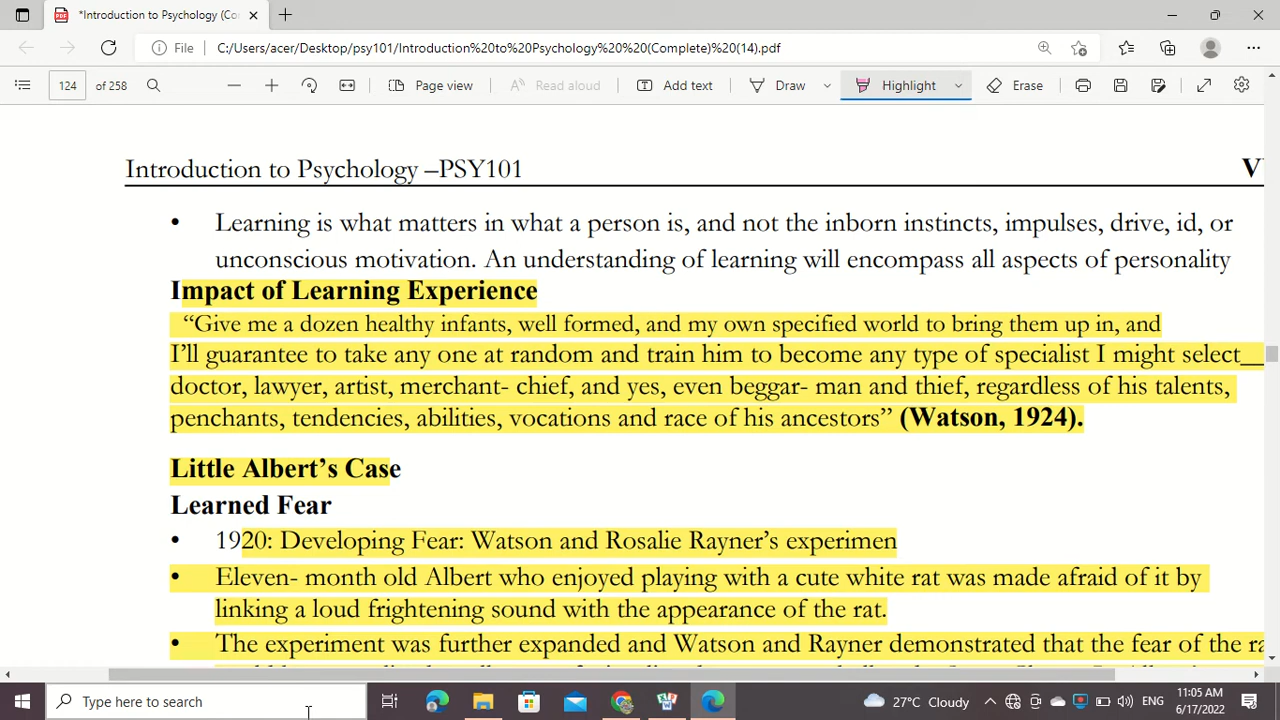 *Introduction to Psychology (Co
File
C:/Users/acer/Desktop/psy101/Introduction%20to%20Psychology%20%20(Complete)%20(14).pdf
124 of 258
Page view
Read aloud
Add text
Draw
Highlight
Erase
Introduction to Psychology –PSY101
• Learning is what matters in what a person is, and not the inborn instincts, impulses, drive, id, or
unconscious motivation. An understanding of learning will encompass all aspects of personality
Impact of Learning Experience
“Give me a dozen healthy infants, well formed, and my own specified world to bring them up in, and
I’ll guarantee to take any one at random and train him to become any type of specialist I might select__
doctor, lawyer, artist, merchant- chief, and yes, even beggar- man and thief, regardless of his talents,
penchants, tendencies, abilities, vocations and race of his ancestors” (Watson, 1924).
Little Albert’s Case
Learned Fear
• 1920: Developing Fear: Watson and Rosalie Rayner’s experimen
• Eleven- month old Albert who enjoyed playing with a cute white rat was made afraid of it by
linking a loud frightening sound with the appearance of the rat.
• The experiment was further expanded and Watson and Rayner demonstrated that the fear of the ra
Type here to search
27°C Cloudy
ENG
11:05 AM
6/17/2022